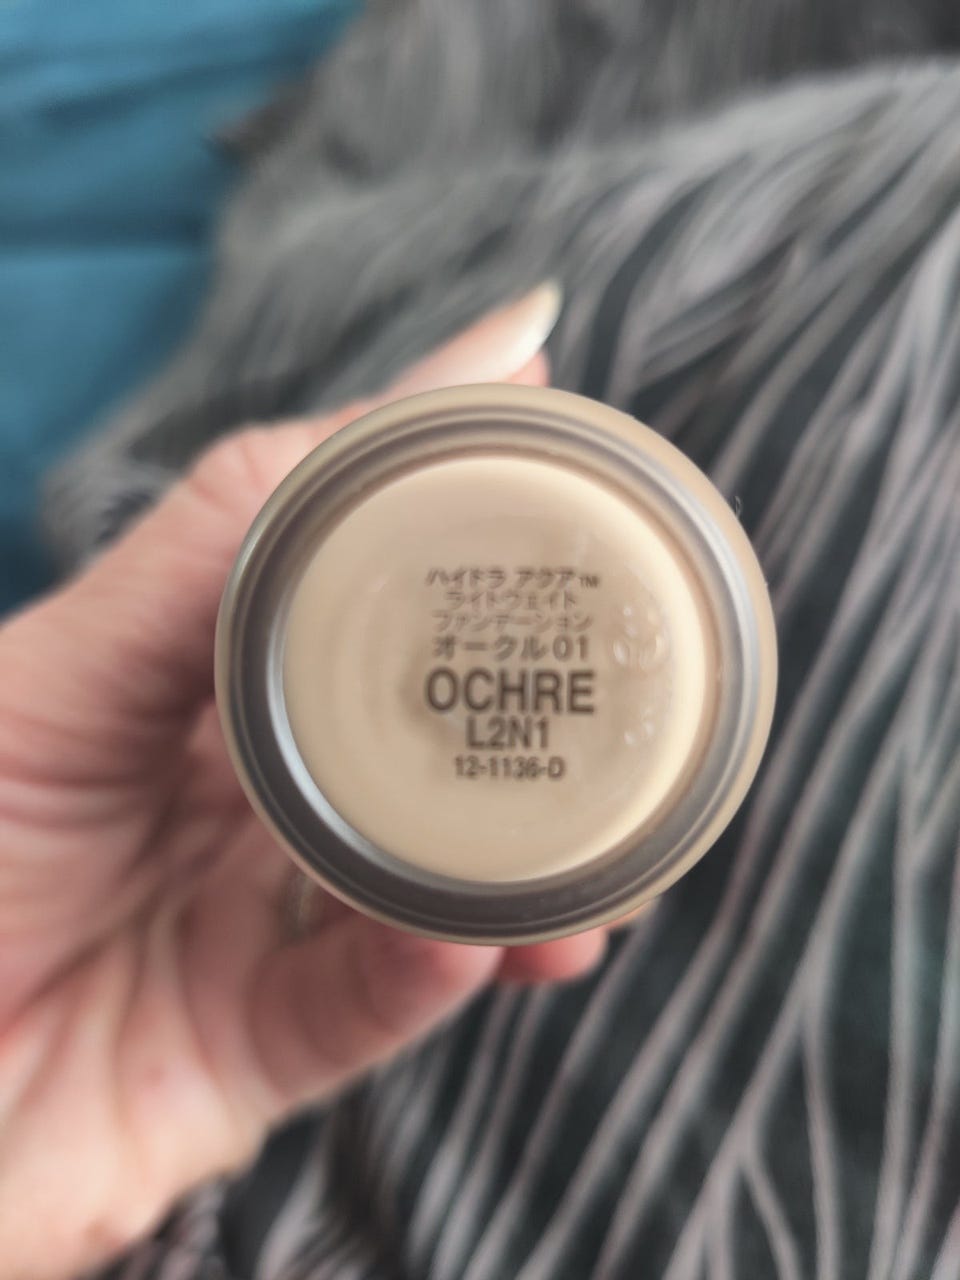 ハイドラ アクア™
ライトウェイト
ファンデーション
オークル 01
OCHRE
L2N1
12-1136-D